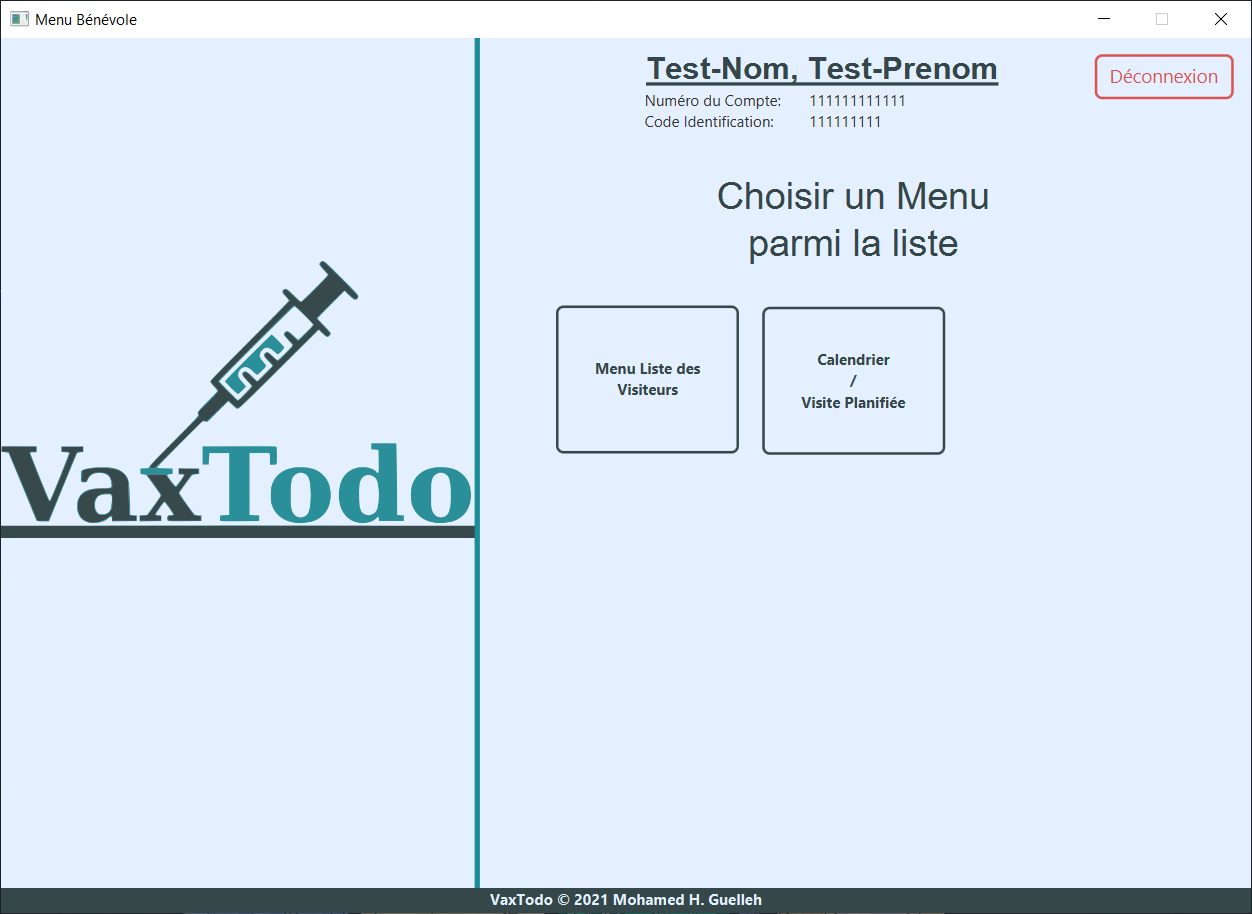 Menu Bénévole
Test-Nom, Test-Prenom
Déconnexion
Numéro du Compte: 111111111111
Code Identification: 111111111
Choisir un Menu
parmi la liste
Menu Liste des
Visiteurs
Calendrier
/
Visite Planifiée
VaxTodo
VaxTodo © 2021 Mohamed H. Guelleh